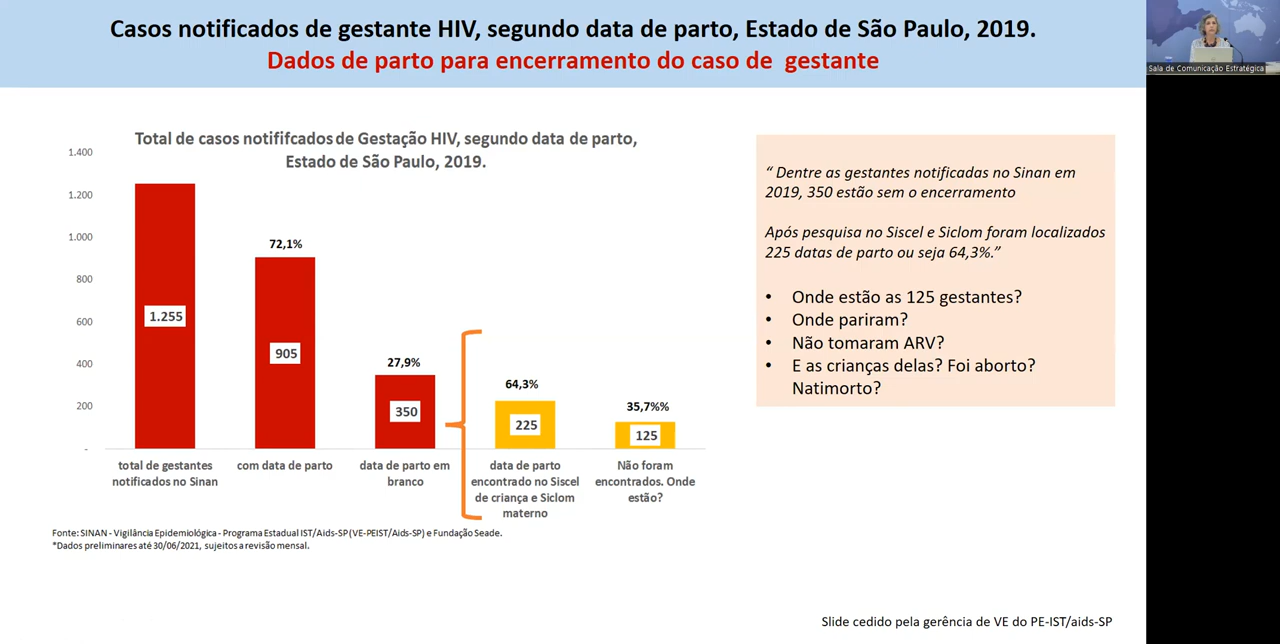 Casos notificados de gestante HIV, segundo data de parto, Estado de São Paulo, 2019.
Dados de parto para encerramento do caso de gestante
Sala de Comunicação Estratégica
Total de casos notififcados de Gestação HIV, segundo data de parto,
Estado de São Paulo, 2019.
1.400
1.200
1.000
800
600
400
200
-
1.255
72,1%
905
27,9%
350
64,3%
225
35,7%%
125
total de gestantes
notificados no Sinan
com data de parto
data de parto em
branco
data de parto
encontrado no Siscel
de criança e Siclom
materno
Não foram
encontrados. Onde
estão?
Fonte: SINAN - Vigilância Epidemiológica - Programa Estadual IST/Aids-SP (VE-PEIST/Aids-SP) e Fundação Seade.
*Dados preliminares até 30/06/2021, sujeitos a revisão mensal.
“ Dentre as gestantes notificadas no Sinan em
2019, 350 estão sem o encerramento
Após pesquisa no Siscel e Siclom foram localizados
225 datas de parto ou seja 64,3%.”
• Onde estão as 125 gestantes?
• Onde pariram?
• Não tomaram ARV?
• E as crianças delas? Foi aborto?
Natimorto?
Slide cedido pela gerência de VE do PE-IST/aids-SP